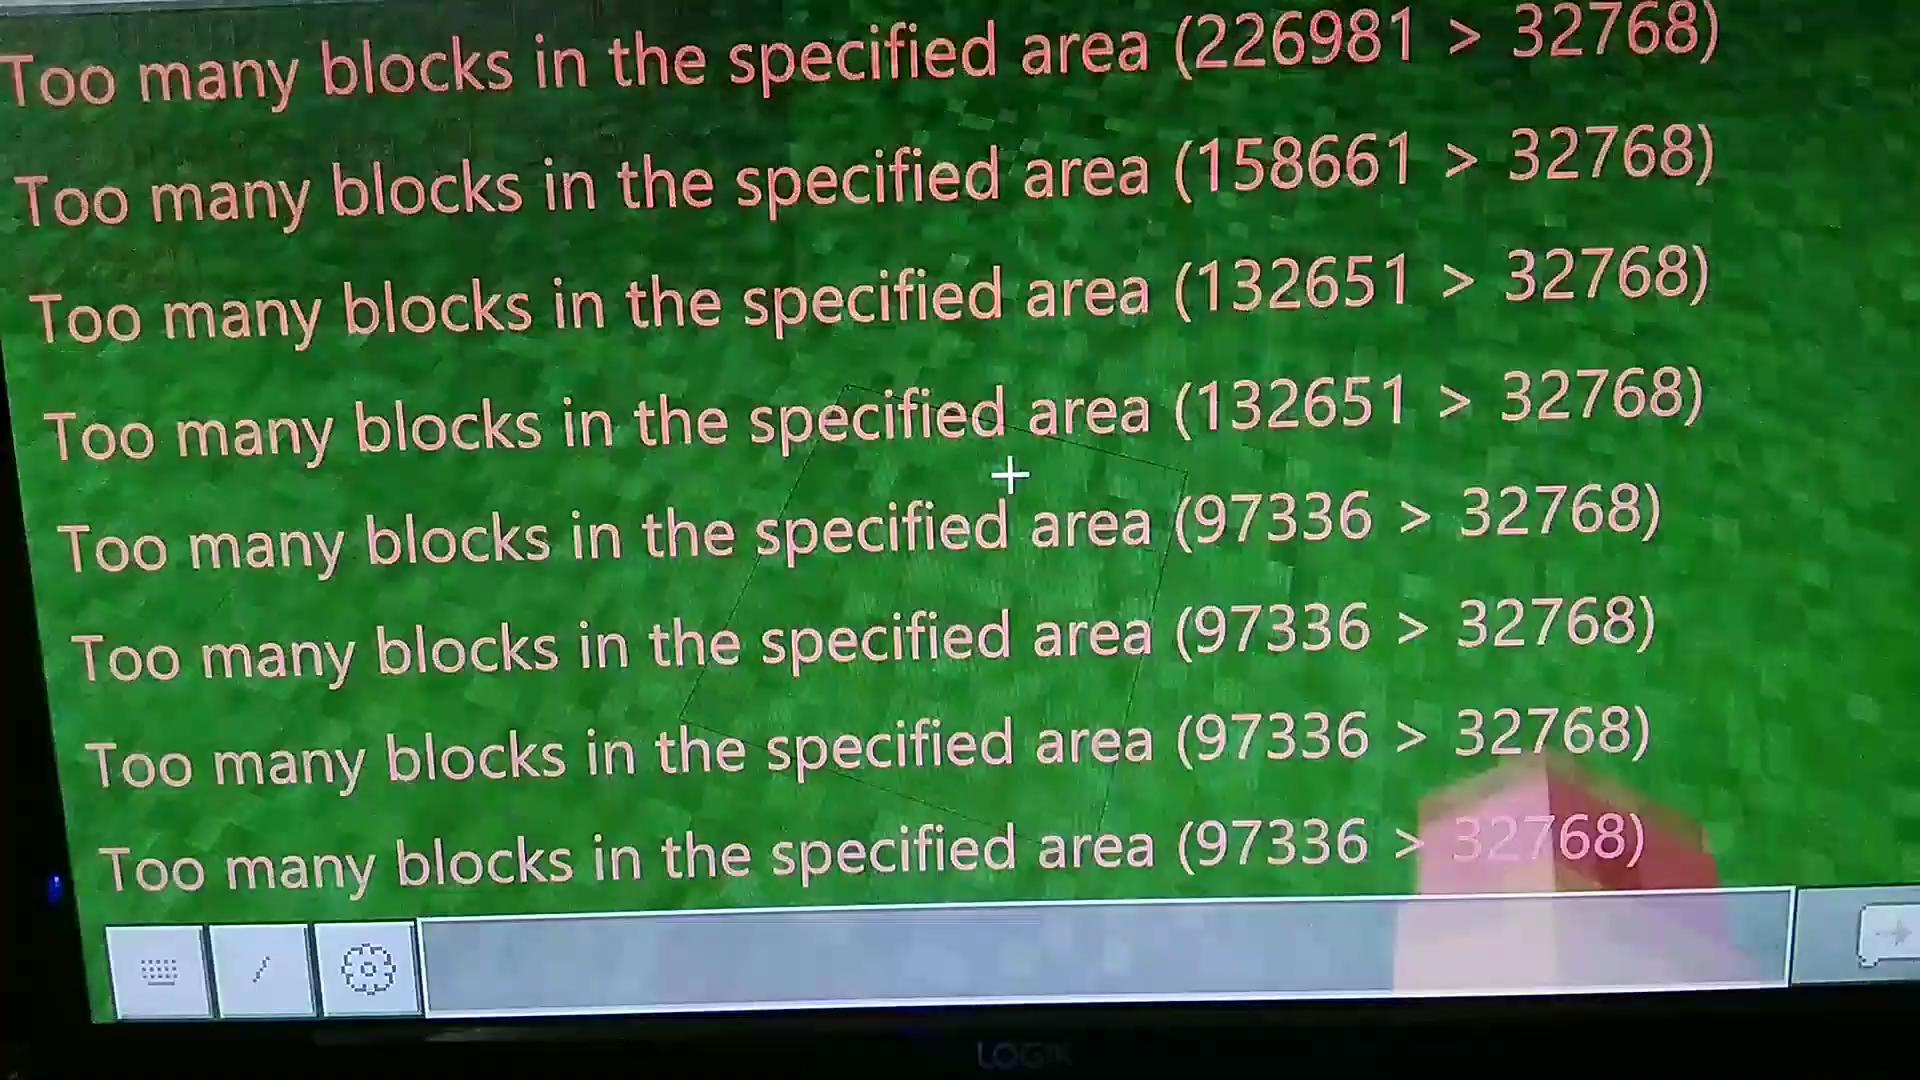 Too many blocks in the specified area (226981 > 32768)
Too many blocks in the specified area (158661 > 32768)
Too many blocks in the specified area (132651 > 32768)
Too many blocks in the specified area (132651 > 32768)
Too many blocks in the specified area (97336 > 32768)
Too many blocks in the specified area (97336 > 32768)
Too many blocks in the specified area (97336 > 32768)
Too many blocks in the specified area (97336 > 32768)
/
LOGIK